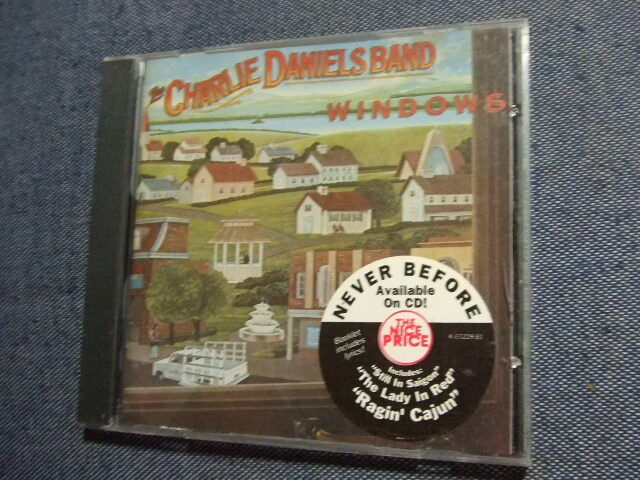 The CHARLIE DANIELS BAND
WINDOWS
NEVER BEFORE
Available
On CD!
THE
NICE
PRICE
Booklet
includes
lyrics!
Includes:
"Still In Saigon"
"The Lady In Red"
"Ragin' Cajun"